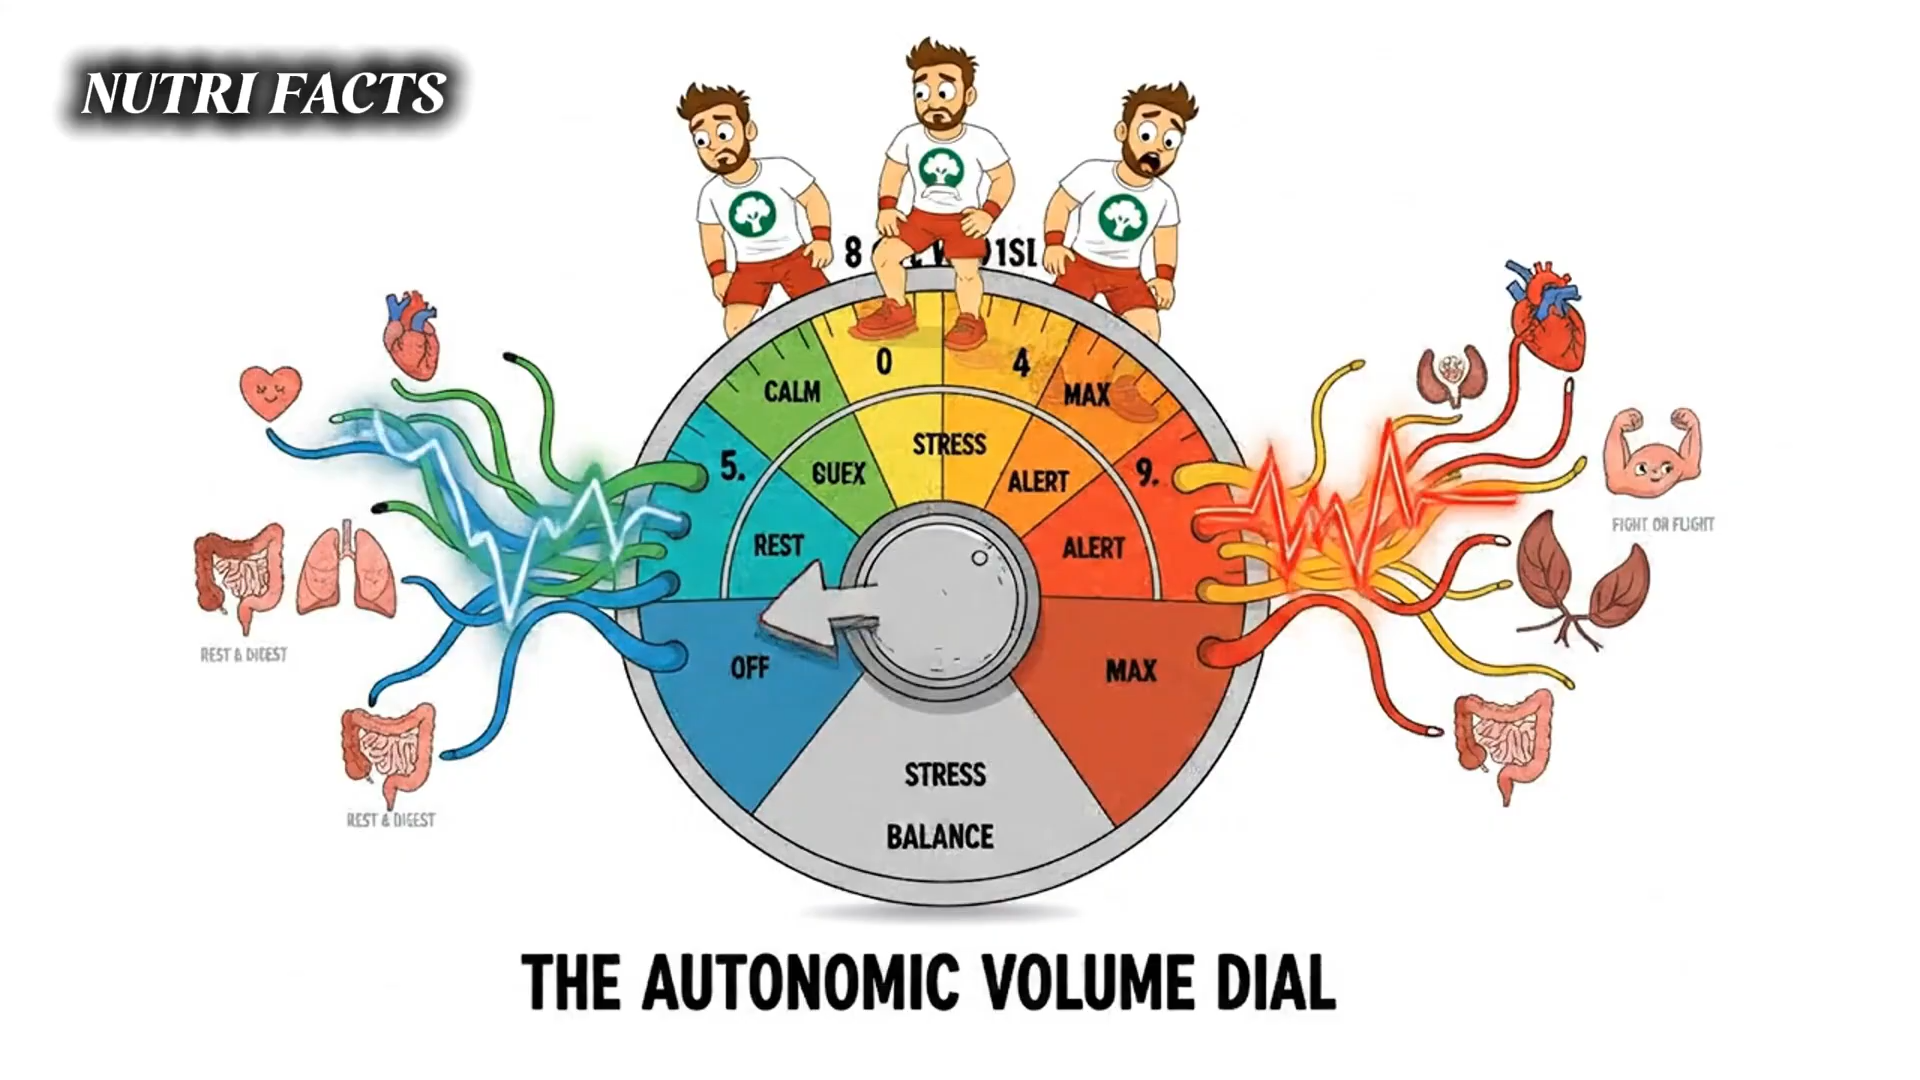 NUTRI FACTS
8
1SL
0
4
CALM
MAX
STRESS
5.
GUEX
ALERT
9.
REST
ALERT
FIGHT OR FLIGHT
REST & DIGEST
OFF
MAX
STRESS
BALANCE
REST & DIGEST
THE AUTONOMIC VOLUME DIAL